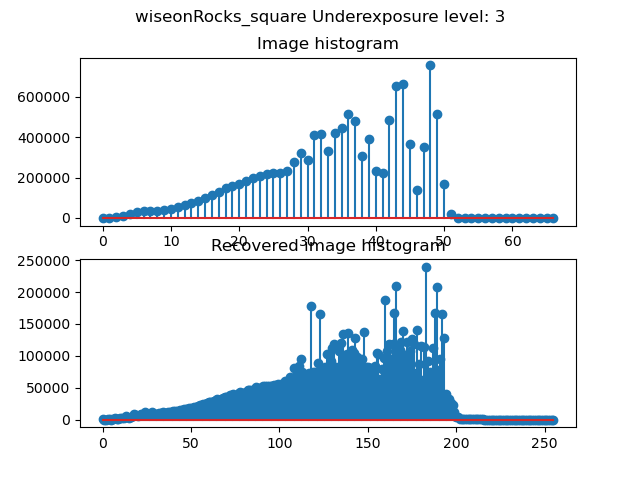 wiseonRocks_square Underexposure level: 3
Image histogram
600000
400000
200000
0
0 10 20 30 40 50 60
Recovered image histogram
250000
200000
150000
100000
50000
0
0 50 100 150 200 250